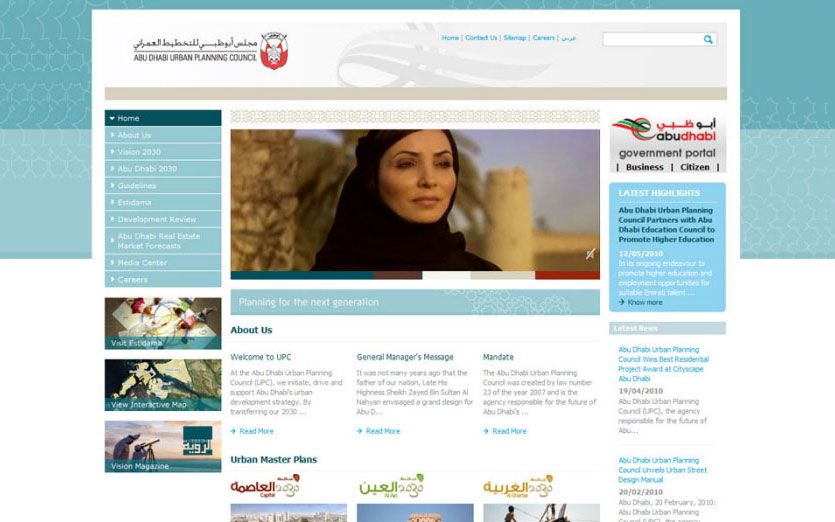 مجلس أبوظبي للتخطيط العمراني
ABU DHABI URBAN PLANNING COUNCIL
Home | Contact Us | Sitemap | Careers | عربي
Home
About Us
Vision 2030
Abu Dhabi 2030
Guidelines
Estidama
Development Review
Abu Dhabi Real Estate
Market Forecasts
Media Center
Careers
Visit Estidama
View Interactive Map
الرؤية
Vision Magazine
Planning for the next generation
About Us
Welcome to UPC
At the Abu Dhabi Urban Planning
Council (UPC), we initiate, drive and
support Abu Dhabi's urban
development strategy. By
transferring our 2030 ...
Read More
General Manager's Message
It was not many years ago that the
father of our nation, Late His
Highness Sheikh Zayed Bin Sultan Al
Nahyan envisaged a grand design for
Abu D...
Read More
Mandate
The Abu Dhabi Urban Planning
Council was created by law number
23 of the year 2007 and is the
agency responsible for the future of
Abu Dhabi's ...
Read More
Urban Master Plans
العاصمة
Capital
العين
Al Ain
الغربية
Al Gharbia
أبوظبي
abudhabi
government portal
| Business | Citizen |
LATEST HIGHLIGHTS
Abu Dhabi Urban Planning
Council Partners with Abu
Dhabi Education Council to
Promote Higher Education
12/05/2010
In its ongoing endeavour to
promote higher education and
employment opportunities for
suitable Emrati talent ...
Know more
Latest News
Abu Dhabi Urban Planning
Council Wins Best Residential
Project Award at Cityscape
Abu Dhabi
19/04/2010
Abu Dhabi Urban Planning
Council (UPC), the agency
responsible for the future of
Abu...
Abu Dhabi Urban Planning
Council Unveils Urban Street
Design Manual
20/02/2010
Abu Dhabi, 20 February, 2010:
Abu Dhabi Urban Planning